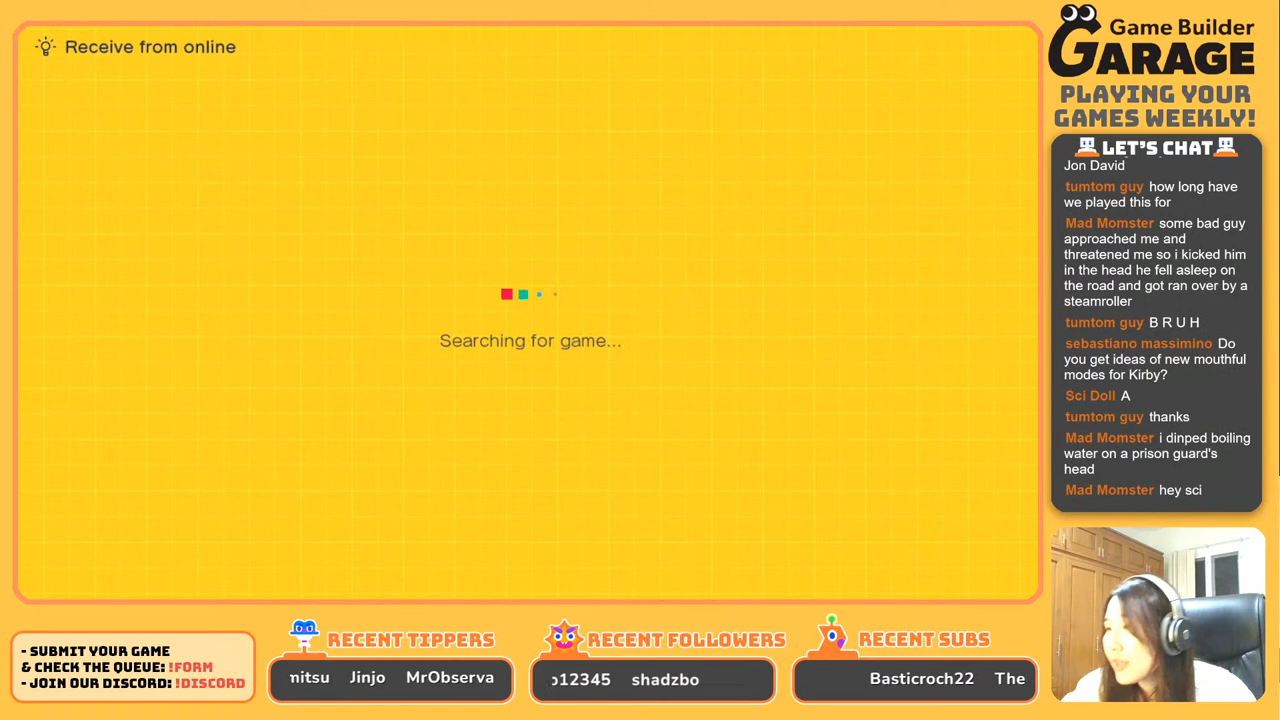 Receive from online
Searching for game...
Game Builder
GARAGE
PLAYING YOUR
GAMES WEEKLY!
LET'S CHAT
Jon David
tumtom guy how long have
we played this for
Mad Momster some bad guy
approached me and
threatened me so i kicked him
in the head he fell asleep on
the road and got ran over by a
steamroller
tumtom guy B R U H
sebastiano massimino Do
you get ideas of new mouthful
modes for Kirby?
Sci Doll A
tumtom guy thanks
Mad Momster i dinped boiling
water on a prison guard's
head
Mad Momster hey sci
- SUBMIT YOUR GAME
& CHECK THE QUEUE: !FORM
- JOIN OUR DISCORD: !DISCORD
RECENT TIPPERS
mitsu Jinjo MrObserva
RECENT FOLLOWERS
o12345 shadzbo
RECENT SUBS
Basticroch22 The